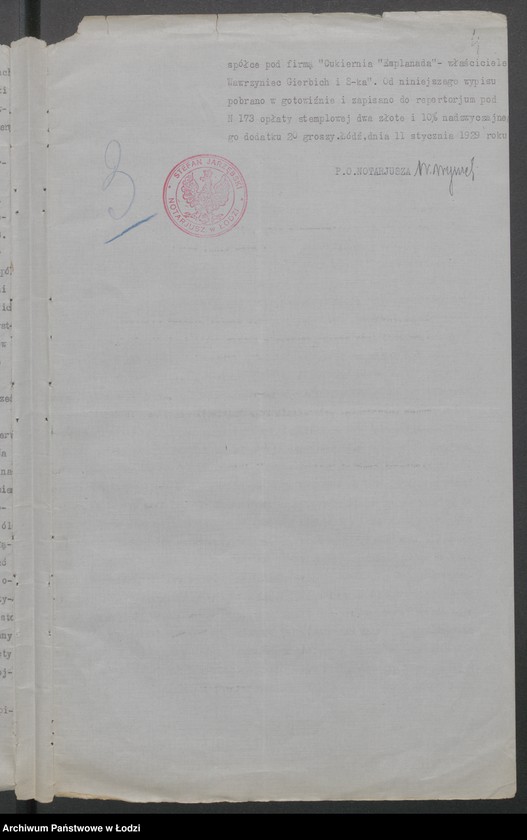 4
spółce pod firmą "Cukiernia "Esplanada"- właściciele
Wawrzyniec Gierbich i S-ka". Od niniejszego wypisu
pobrano w gotowiźnie i zapisano do repertorjum pod
N 173 opłaty stemplowej dwa złote i 10% nadzwyczajne
go dodatku 20 groszy.Łódź,dnia 11 stycznia 1929 roku
P.O.NOTARJUSZA
3
STEFAN JARZĘBSKI
NOTARJUSZ w ŁODZI
Archiwum Państwowe w Łodzi